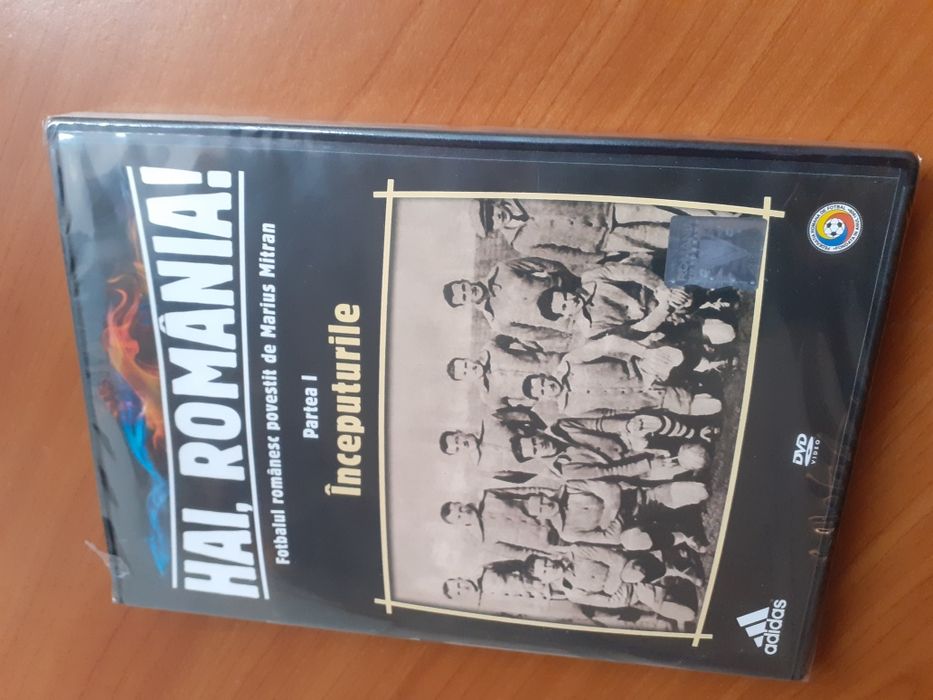 HAI, ROMÂNIA!
Fotbalul românesc povestit de Marius Mitran
Partea I
Începuturile
adidas
DVD
VIDEO